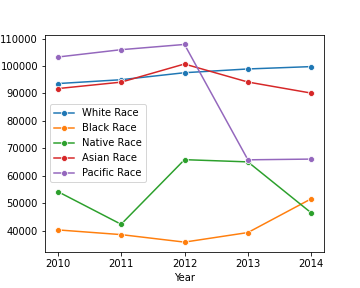 110000
100000
90000
80000
70000
60000
50000
40000
White Race
Black Race
Native Race
Asian Race
Pacific Race
2010 2011 2012 2013 2014
Year